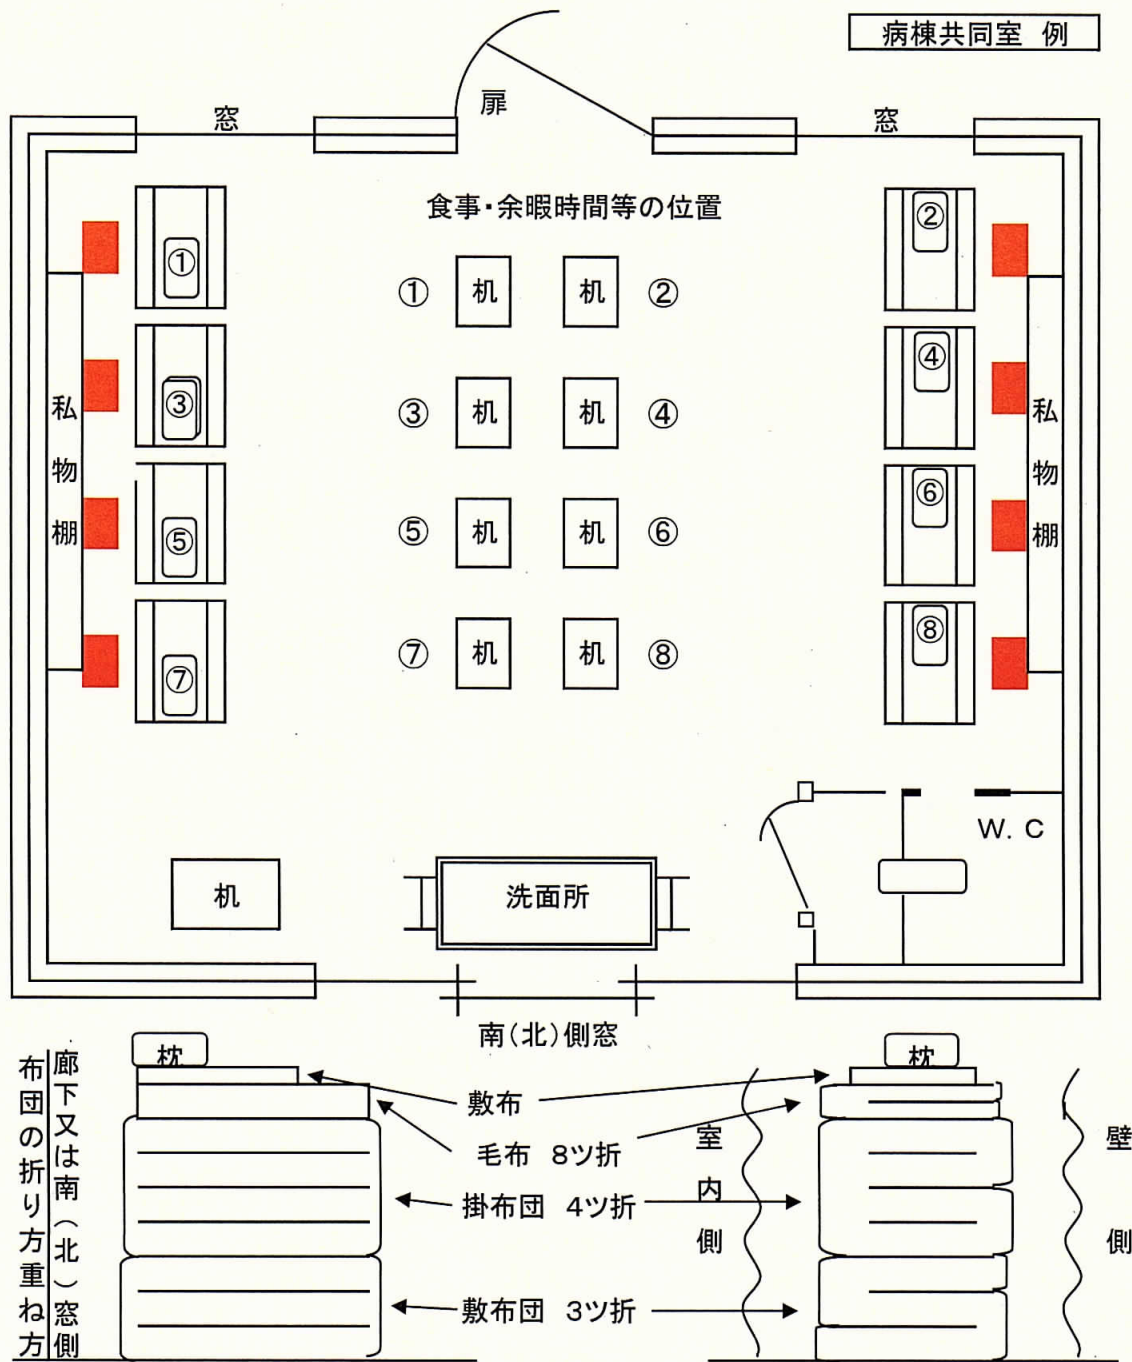 病棟共同室 例
窓
扉
窓
食事・余暇時間等の位置
①
②
① 机 机 ②
③
④
③ 机 机 ④
私物棚
私物棚
⑤
⑥
⑤ 机 机 ⑥
⑦
⑧
⑦ 机 机 ⑧
W.C
机
洗面所
南(北)側窓
廊下又は南(北)窓側
布団の折り方重ね方
枕
枕
敷布
毛布 8ツ折
掛布団 4ツ折
敷布団 3ツ折
室内側
壁側